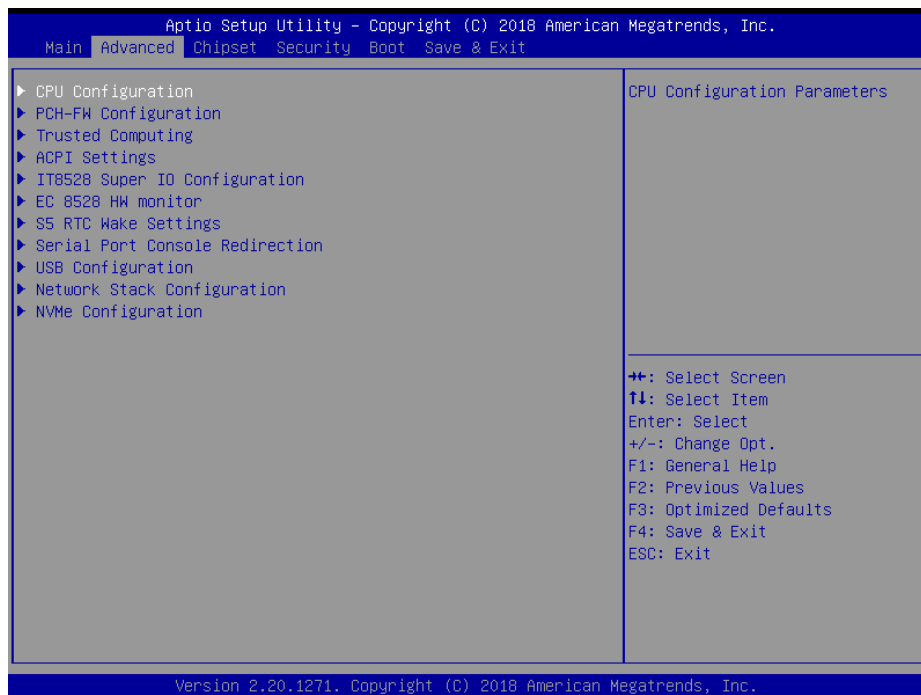 Aptio Setup Utility – Copyright (C) 2018 American Megatrends, Inc.
Main Advanced Chipset Security Boot Save & Exit
CPU Configuration
PCH-FW Configuration
Trusted Computing
ACPI Settings
IT8528 Super IO Configuration
EC 8528 HW monitor
S5 RTC Wake Settings
Serial Port Console Redirection
USB Configuration
Network Stack Configuration
NVMe Configuration
CPU Configuration Parameters
→←: Select Screen
↑↓: Select Item
Enter: Select
+/-: Change Opt.
F1: General Help
F2: Previous Values
F3: Optimized Defaults
F4: Save & Exit
ESC: Exit
Version 2.20.1271. Copyright (C) 2018 American Megatrends, Inc.